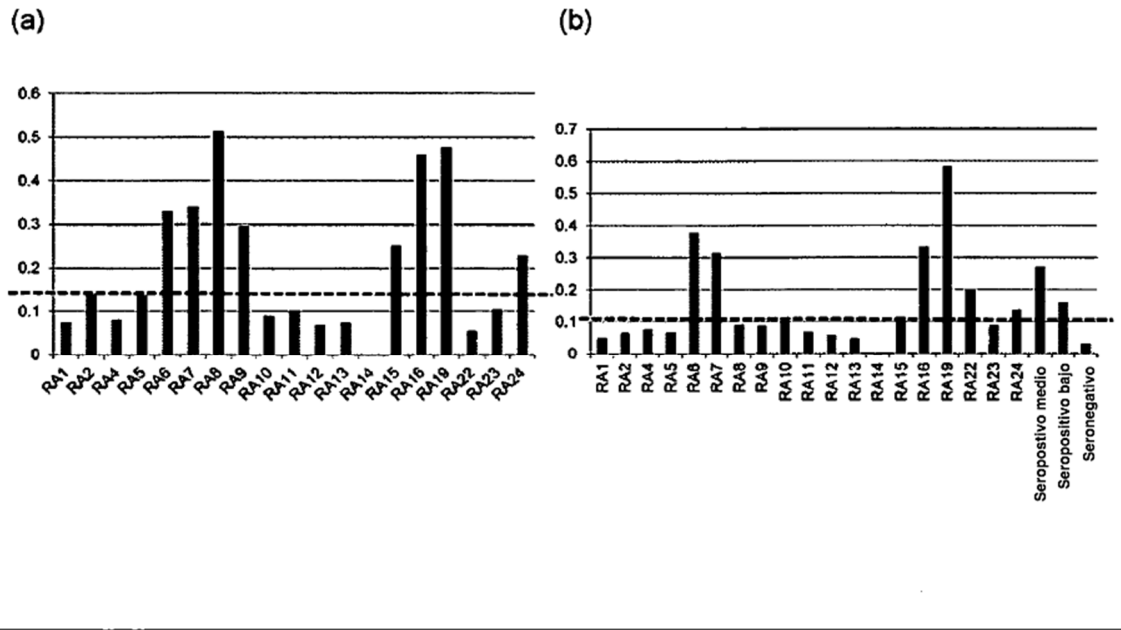 (a)
0.6
0.5
0.4
0.3
0.2
0.1
0
RA1
RA2
RA4
RA5
RA6
RA7
RA8
RA9
RA10
RA11
RA12
RA13
RA14
RA15
RA16
RA19
RA22
RA23
RA24
(b)
0.7
0.6
0.5
0.4
0.3
0.2
0.1
0
RA1
RA2
RA4
RA5
RA6
RA7
RA8
RA9
RA10
RA11
RA12
RA13
RA14
RA15
RA16
RA19
RA22
RA23
RA24
Seropostivo medio
Seropositivo bajo
Seronegativo